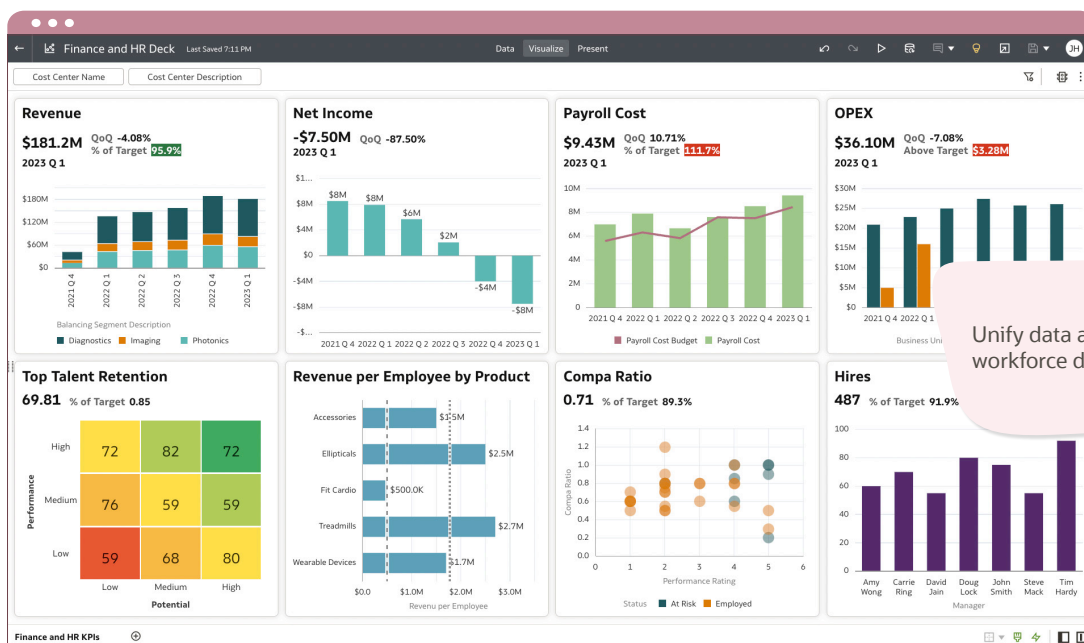 Finance and HR Deck Last Saved 7:11 PM Data Visualize Present JH
Cost Center Name Cost Center Description
Revenue
$181.2M QoQ -4.08%
% of Target 95.9%
2023 Q 1
$180M
$120M
$60M
$0
2021 Q 4 2022 Q 1 2022 Q 2 2022 Q 3 2022 Q 4 2023 Q 1
Balancing Segment Description
Diagnostics Imaging Photonics
Net Income
-$7.50M QoQ -87.50%
2023 Q 1
$1...
$8M
$4M
$0
-$4M
-$8M
-$...
$8M $8M $6M $2M -$4M -$8M
2021 Q 4 2022 Q 1 2022 Q 2 2022 Q 3 2022 Q 4 2023 Q 1
Payroll Cost
$9.43M QoQ 10.71%
% of Target 111.7%
2023 Q 1
10M
8M
6M
4M
2M
0
2021 Q 4 2022 Q 1 2022 Q 2 2022 Q 3 2022 Q 4 2023 Q 1
Payroll Cost Budget Payroll Cost
OPEX
$36.10M QoQ -7.08%
Above Target $3.28M
2023 Q 1
$30M
$25M
$20M
$15M
$10M
$5M
$0
2021 Q 4 2022 Q 1
Business Uni
Unify data a
workforce d
Top Talent Retention
69.81 % of Target 0.85
Performance
High 72 82 72
Medium 76 59 59
Low 59 68 80
Low Medium High
Potential
Revenue per Employee by Product
Accessories $1.5M
Ellipticals $2.5M
Fit Cardio $500.0K
Treadmills $2.7M
Wearable Devices $1.7M
$0.0 $1.0M $2.0M $3.0M
Revenu per Employee
Compa Ratio
0.71 % of Target 89.3%
Compa Ratio
1.4
1.2
1.0
0.8
0.6
0.4
0.2
0.0
0 1 2 3 4 5 6
Performance Rating
Status At Risk Employed
Hires
487 % of Target 91.9%
100
80
60
40
20
0
Amy Wong Carrie Ring David Jain Doug Lock John Smith Steve Mack Tim Hardy
Manager
Finance and HR KPIs